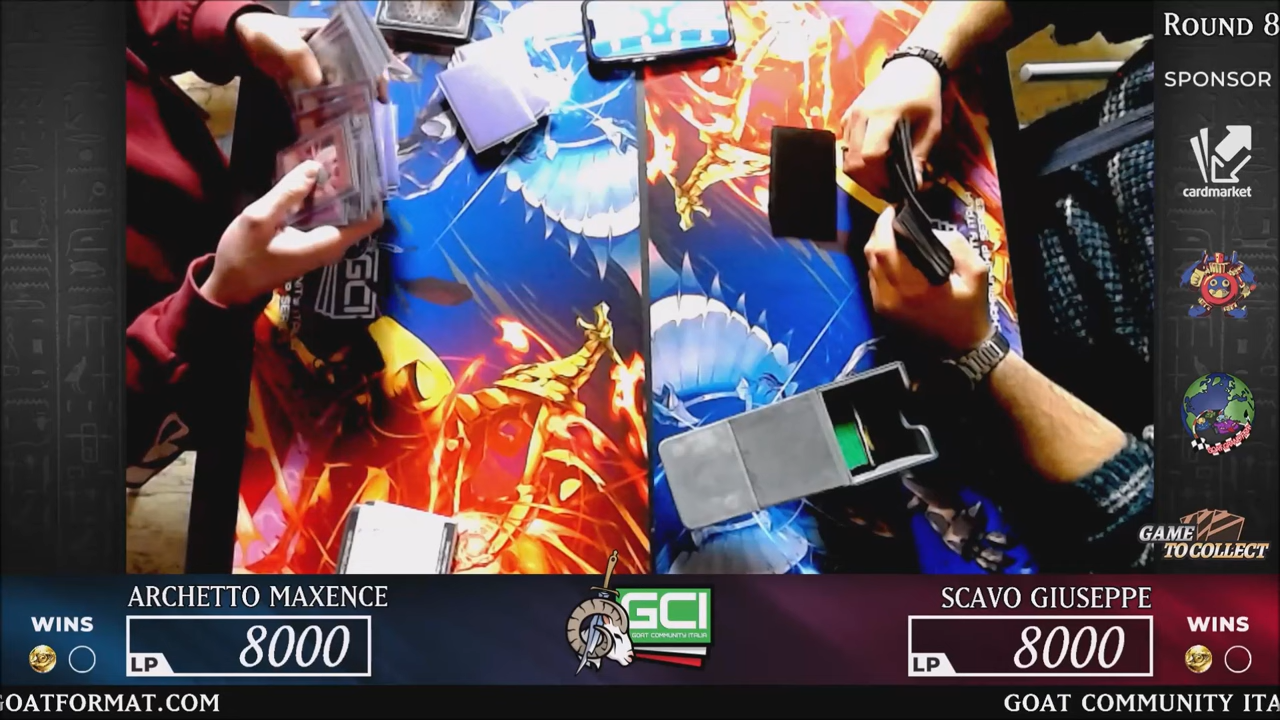 ROUND 8
SPONSOR
cardmarket
GAME
TO COLLECT
GCI
ARCHETTO MAXENCE
WINS
LP 8000
GCI
GOAT COMMUNITY ITALIA
SCAVO GIUSEPPE
LP 8000
WINS
GOATFORMAT.COM
GOAT COMMUNITY ITA